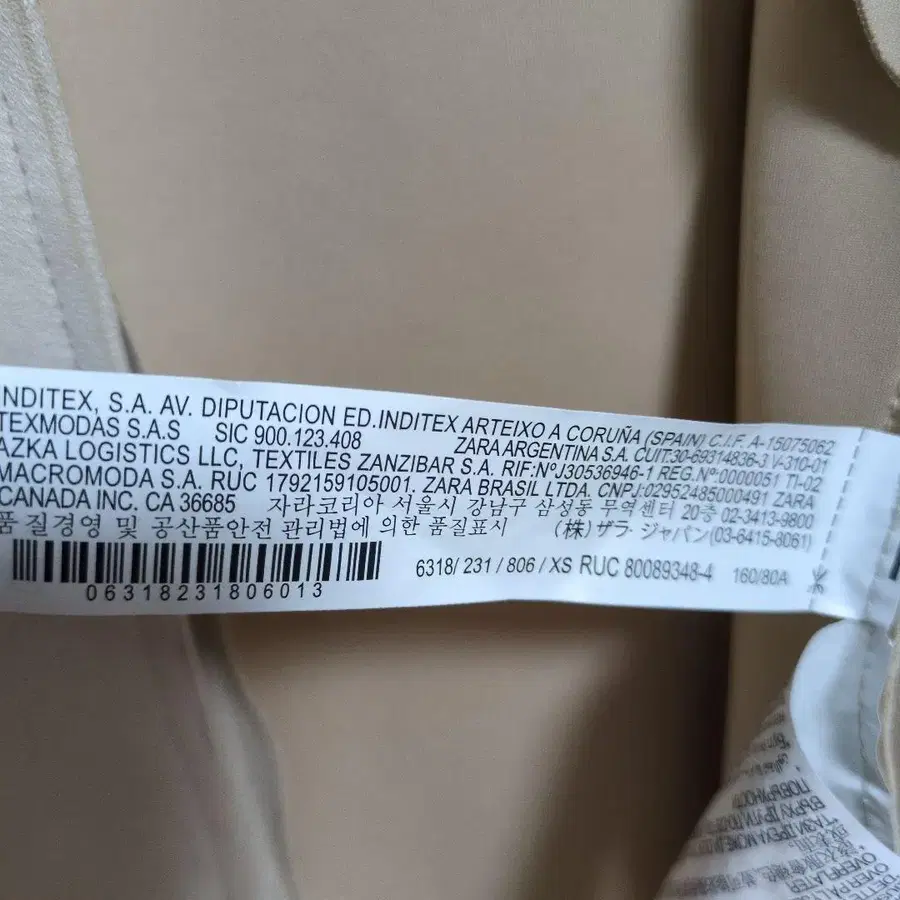 INDITEX, S.A. AV. DIPUTACION ED.INDITEX ARTEIXO A CORUÑA (SPAIN) C.I.F. A-15075062
TEXMODAS S.A.S SIC 900.123.408 ZARA ARGENTINA S.A. CUIT:30-69314836-3 V-310-01
AZKA LOGISTICS LLC, TEXTILES ZANZIBAR S.A. RIF:Nº J30536946-1 REG.Nº:0000051 TI-02
MACROMODA S.A. RUC 1792159105001. ZARA BRASIL LTDA. CNPJ:02952485000491 ZARA
CANADA INC. CA 36685 자라코리아 서울시 강남구 삼성동 무역센터 20층 02-3413-9800
품질경영 및 공산품안전 관리법에 의한 품질표시 (株) ザラ・ジャパン(03-6415-8061)
6318/ 231 / 806 / XS RUC 80089348-4 160/80A
06318231806013
OVERPLATER